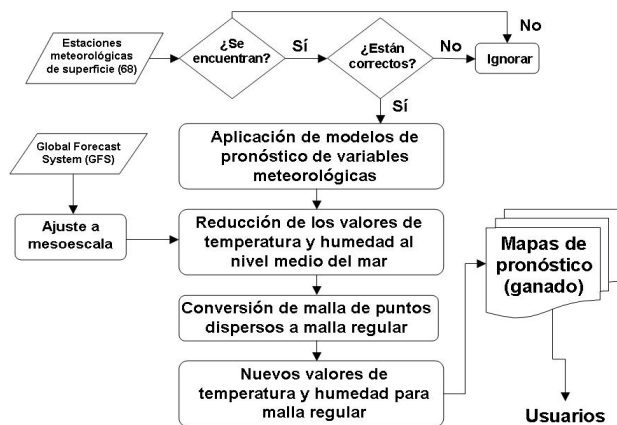 Estaciones
meteorológicas
de superficie (68)
¿Se
encuentran?
Sí
¿Están
correctos?
No
No
Ignorar
Sí
Aplicación de modelos de
pronóstico de variables
meteorológicas
Global Forecast
System (GFS)
Ajuste a
mesoescala
Reducción de los valores de
temperatura y humedad al
nivel medio del mar
Conversión de malla de puntos
dispersos a malla regular
Nuevos valores de
temperatura y humedad para
malla regular
Mapas de
pronóstico
(ganado)
Usuarios